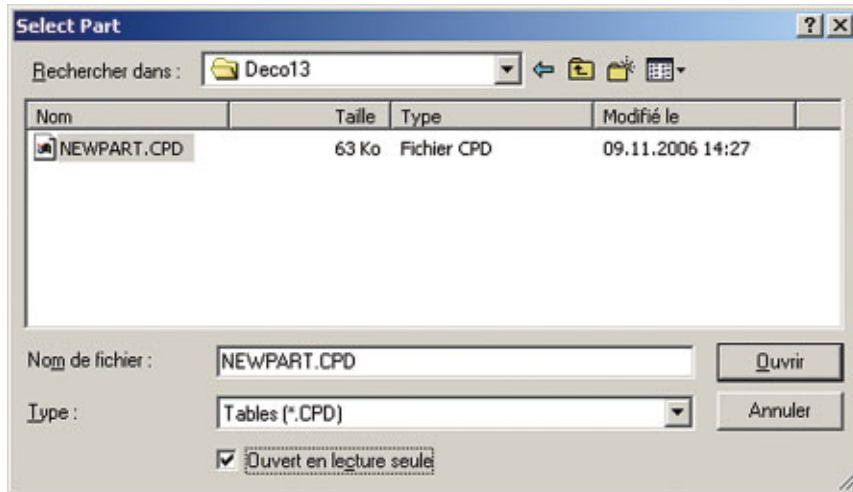 Select Part
Rechercher dans : Deco13
Nom Taille Type Modifié le
NEWPART.CPD 63 Ko Fichier CPD 09.11.2006 14:27
Nom de fichier : NEWPART.CPD Ouvrir
Type : Tables (*.CPD) Annuler
Ouvert en lecture seule